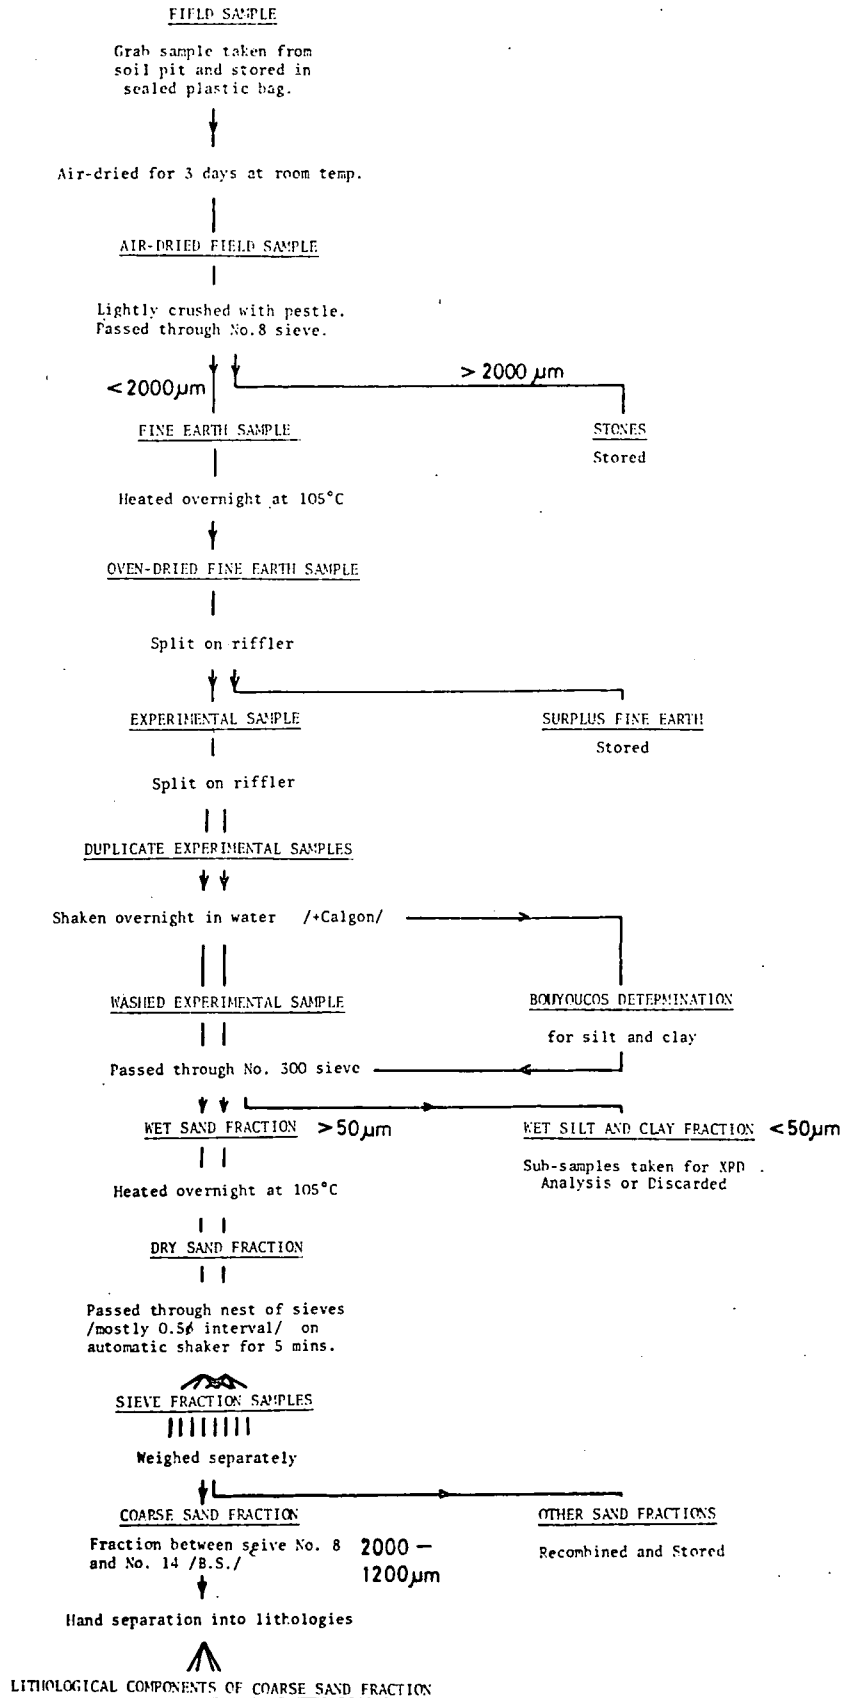 FIELD SAMPLE
Grab sample taken from
soil pit and stored in
sealed plastic bag.
Air-dried for 3 days at room temp.
AIR-DRIED FIELD SAMPLE
Lightly crushed with pestle.
Passed through No.8 sieve.
<2000µm
> 2000 µm
FINE EARTH SAMPLE
STONES
Stored
Heated overnight at 105°C
OVEN-DRIED FINE EARTH SAMPLE
Split on riffler
EXPERIMENTAL SAMPLE
SURPLUS FINE EARTH
Stored
Split on riffler
DUPLICATE EXPERIMENTAL SAMPLES
Shaken overnight in water /+Calgon/
WASHED EXPERIMENTAL SAMPLE
BOUYOUCOS DETERMINATION
for silt and clay
Passed through No. 300 sieve
WET SAND FRACTION >50µm
WET SILT AND CLAY FRACTION <50µm
Sub-samples taken for XRD
Analysis or Discarded
Heated overnight at 105°C
DRY SAND FRACTION
Passed through nest of sieves
/mostly 0.5ϕ interval/ on
automatic shaker for 5 mins.
SIEVE FRACTION SAMPLES
Weighed separately
COARSE SAND FRACTION
OTHER SAND FRACTIONS
Fraction between seive No. 8
and No. 14 /B.S./
2000 –
1200µm
Recombined and Stored
Hand separation into lithologies
LITHOLOGICAL COMPONENTS OF COARSE SAND FRACTION